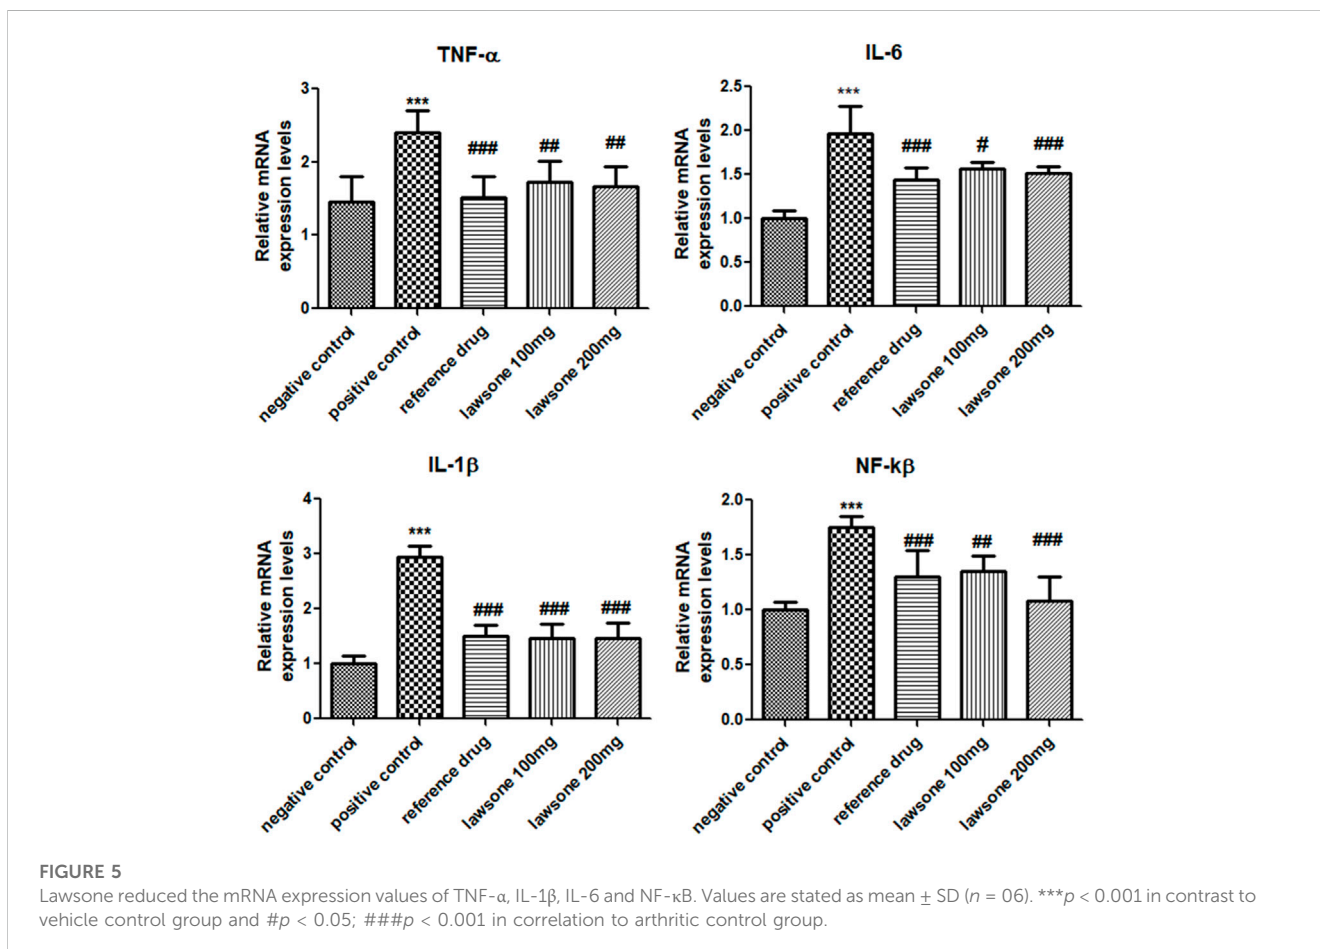 TNF-α
Relative mRNA
expression levels
3
2
1
0
***
###
##
##
negative control
positive control
reference drug
lawsone 100mg
lawsone 200mg
IL-6
Relative mRNA
expression levels
2.5
2.0
1.5
1.0
0.5
0.0
***
###
#
###
negative control
positive control
reference drug
lawsone 100mg
lawsone 200mg
IL-1β
Relative mRNA
expression levels
4
3
2
1
0
***
###
###
###
negative control
positive control
reference drug
lawsone 100mg
lawsone 200mg
NF-kβ
Relative mRNA
expression levels
2.0
1.5
1.0
0.5
0.0
***
###
##
###
negative control
positive control
reference drug
lawsone 100mg
lawsone 200mg
FIGURE 5
Lawsone reduced the mRNA expression values of TNF-α, IL-1β, IL-6 and NF-κB. Values are stated as mean ± SD (n = 06). ***p < 0.001 in contrast to
vehicle control group and #p < 0.05; ###p < 0.001 in correlation to arthritic control group.